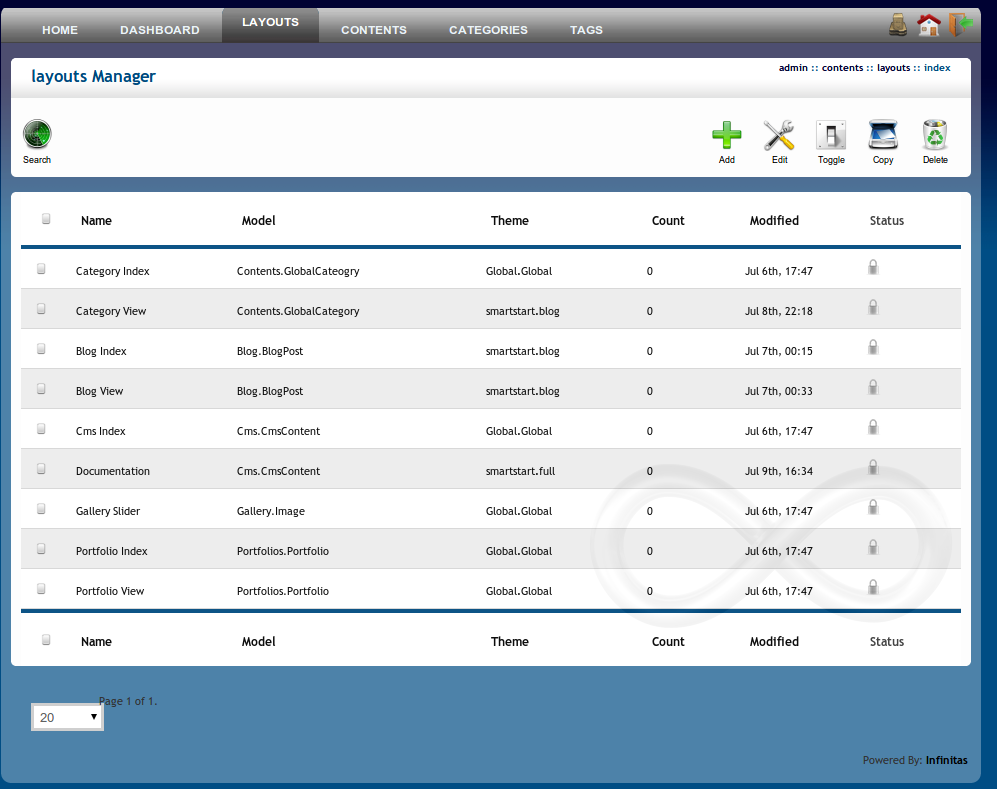 HOME DASHBOARD LAYOUTS CONTENTS CATEGORIES TAGS
layouts Manager
admin :: contents :: layouts :: index
Search Add Edit Toggle Copy Delete
Name Model Theme Count Modified Status
Category Index Contents.GlobalCateogry Global.Global 0 Jul 6th, 17:47
Category View Contents.GlobalCategory smartstart.blog 0 Jul 8th, 22:18
Blog Index Blog.BlogPost smartstart.blog 0 Jul 7th, 00:15
Blog View Blog.BlogPost smartstart.blog 0 Jul 7th, 00:33
Cms Index Cms.CmsContent Global.Global 0 Jul 6th, 17:47
Documentation Cms.CmsContent smartstart.full 0 Jul 9th, 16:34
Gallery Slider Gallery.Image Global.Global 0 Jul 6th, 17:47
Portfolio Index Portfolios.Portfolio Global.Global 0 Jul 6th, 17:47
Portfolio View Portfolios.Portfolio Global.Global 0 Jul 6th, 17:47
Name Model Theme Count Modified Status
Page 1 of 1.
20
Powered By: Infinitas